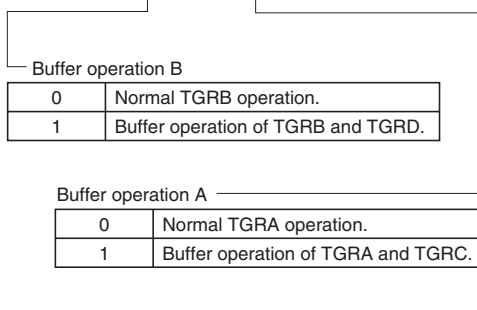 Buffer operation B
0 Normal TGRB operation.
1 Buffer operation of TGRB and TGRD.
Buffer operation A
0 Normal TGRA operation.
1 Buffer operation of TGRA and TGRC.